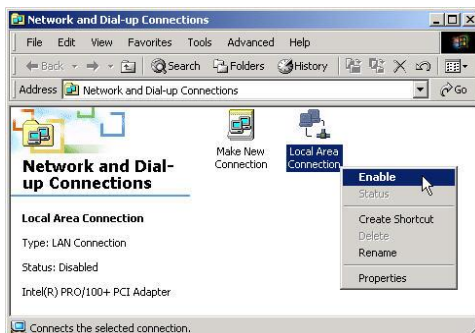 Network and Dial-up Connections
File Edit View Favorites Tools Advanced Help
Back Search Folders History
Address Network and Dial-up Connections Go
Make New Connection
Local Area Connection
Network and Dial-up Connections
Local Area Connection
Type: LAN Connection
Status: Disabled
Intel(R) PRO/100+ PCI Adapter
Enable
Status
Create Shortcut
Delete
Rename
Properties
Connects the selected connection.